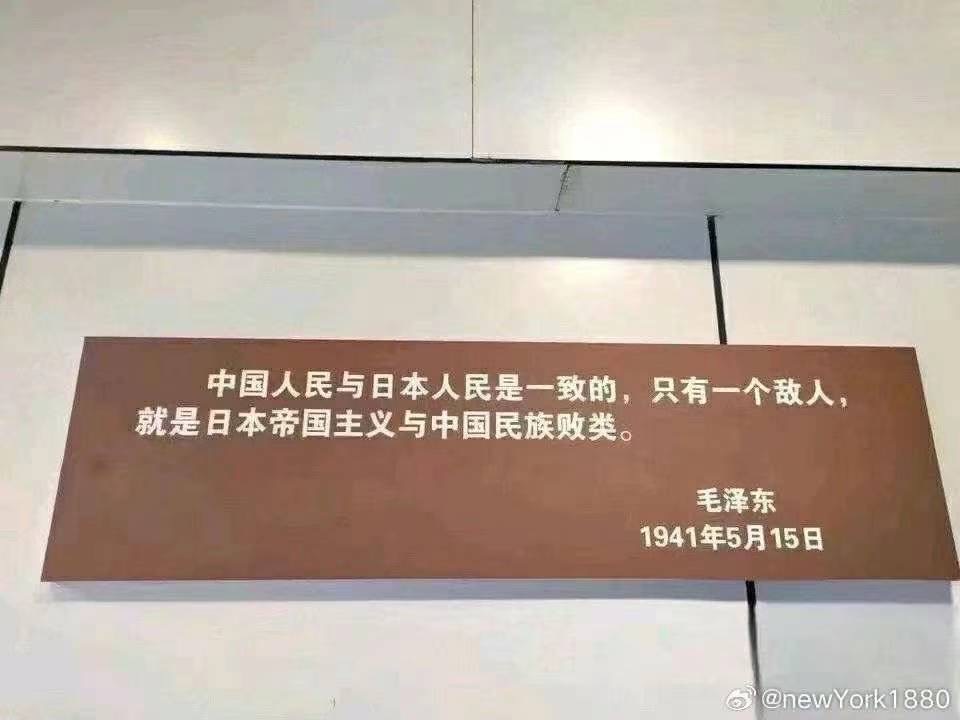 中国人民与日本人民是一致的，只有一个敌人，
就是日本帝国主义与中国民族败类。
毛泽东
1941年5月15日
@newYork1880